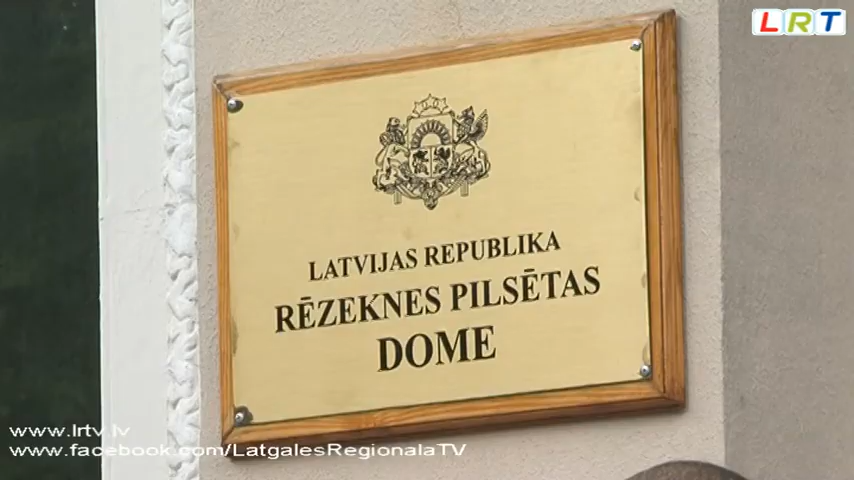 LRT
LATVIJAS REPUBLIKA
RĒZEKNES PILSĒTAS
DOME
www.lrtv.lv
www.facebook.com/LatgalesRegionalaTV